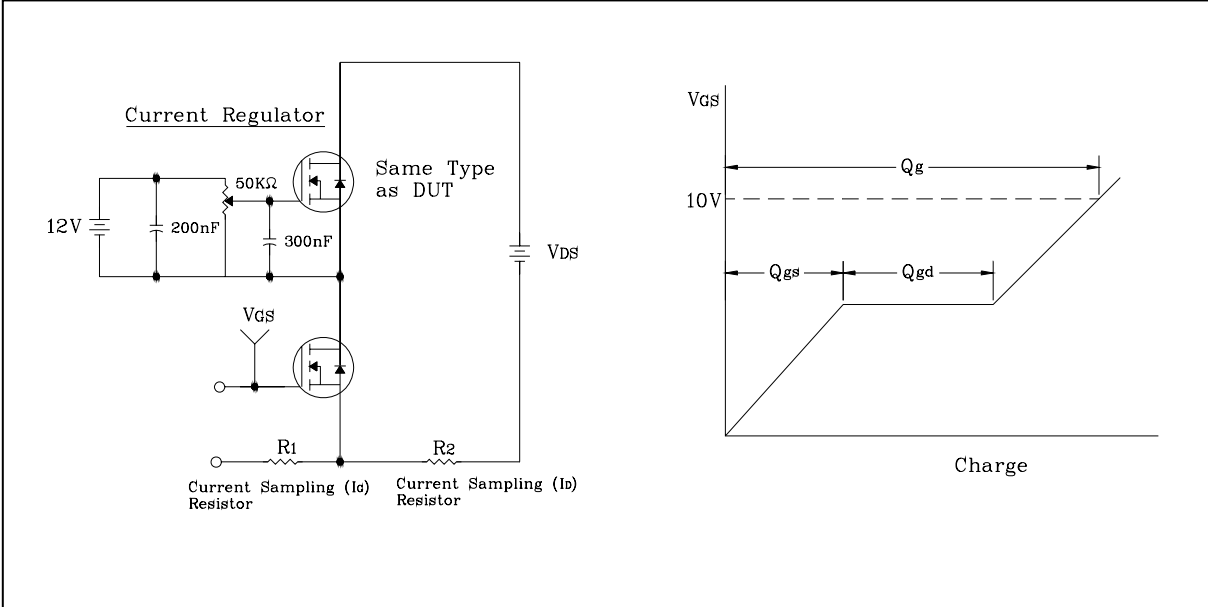 Current Regulator
Same Type
as DUT
50KΩ
12V
200nF
300nF
VDS
VGS
R1
R2
Current Sampling (IG)
Resistor
Current Sampling (ID)
Resistor
VGS
Qg
10V
Qgs
Qgd
Charge